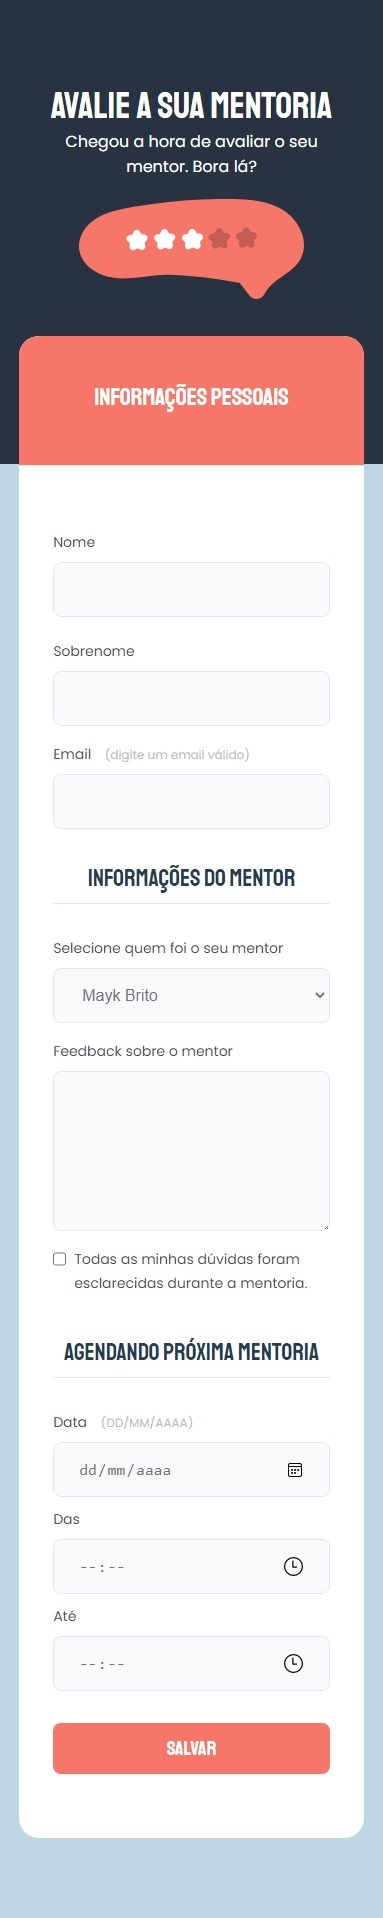 AVALIE A SUA MENTORIA
Chegou a hora de avaliar o seu
mentor. Bora lá?
INFORMAÇÕES PESSOAIS
Nome
Sobrenome
Email (digite um email válido)
INFORMAÇÕES DO MENTOR
Selecione quem foi o seu mentor
Mayk Brito
Feedback sobre o mentor
Todas as minhas dúvidas foram
esclarecidas durante a mentoria.
AGENDANDO PRÓXIMA MENTORIA
Data (DD/MM/AAAA)
dd/mm/aaaa
Das
--:--
Até
--:--
SALVAR